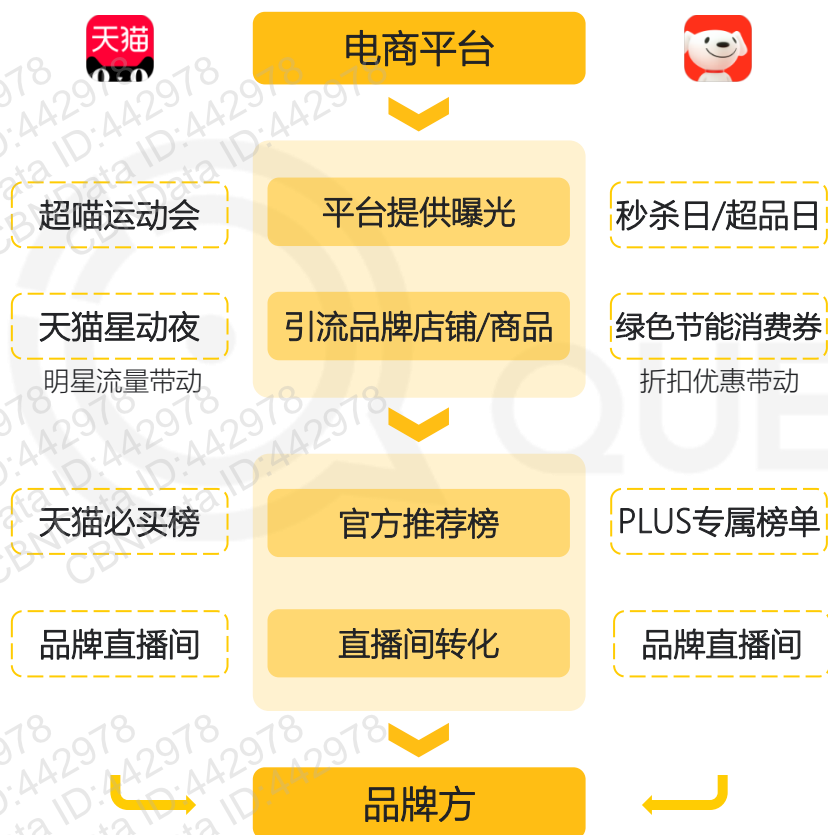 天猫
电商平台
超喵运动会
平台提供曝光
秒杀日/超品日
天猫星动夜
引流品牌店铺/商品
绿色节能消费券
明星流量带动
折扣优惠带动
天猫必买榜
官方推荐榜
PLUS专属榜单
品牌直播间
直播间转化
品牌直播间
品牌方
QUE
CBNData ID:442978